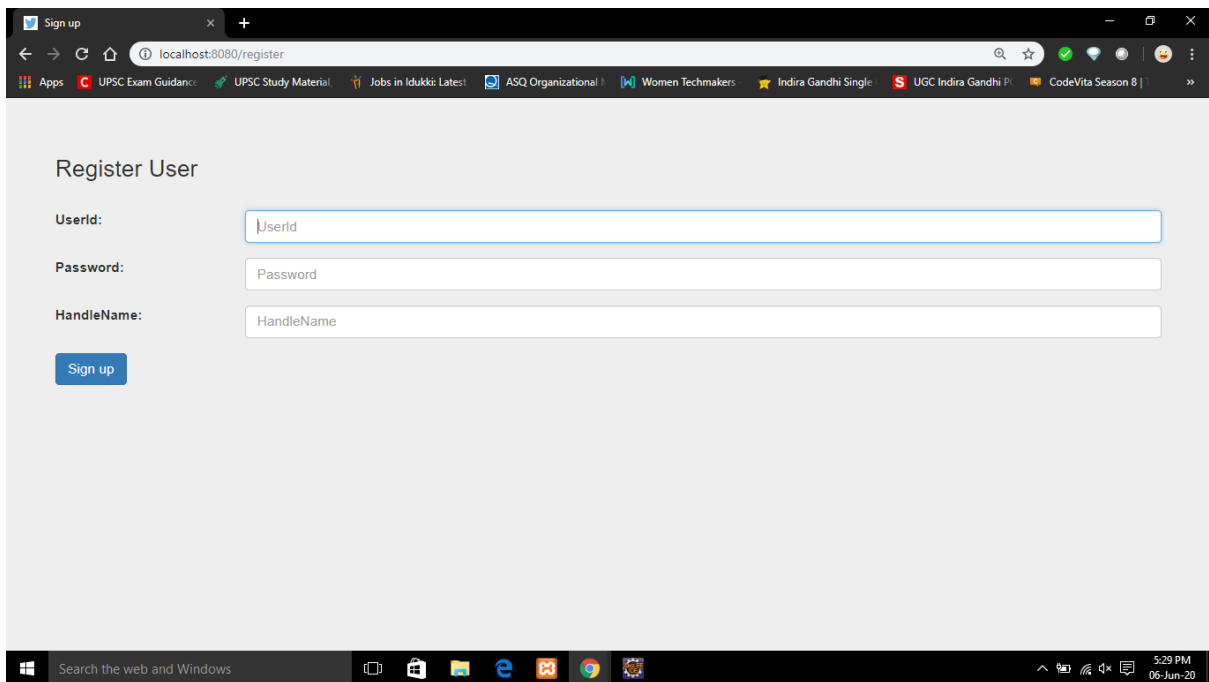 Sign up
localhost:8080/register
Apps UPSC Exam Guidance UPSC Study Material, Jobs in Idukki: Latest ASQ Organizational Women Techmakers Indira Gandhi Single UGC Indira Gandhi CodeVita Season 8 |
Register User
UserId:
UserId
Password:
Password
HandleName:
HandleName
Sign up
Search the web and Windows
5:29 PM
06-Jun-20